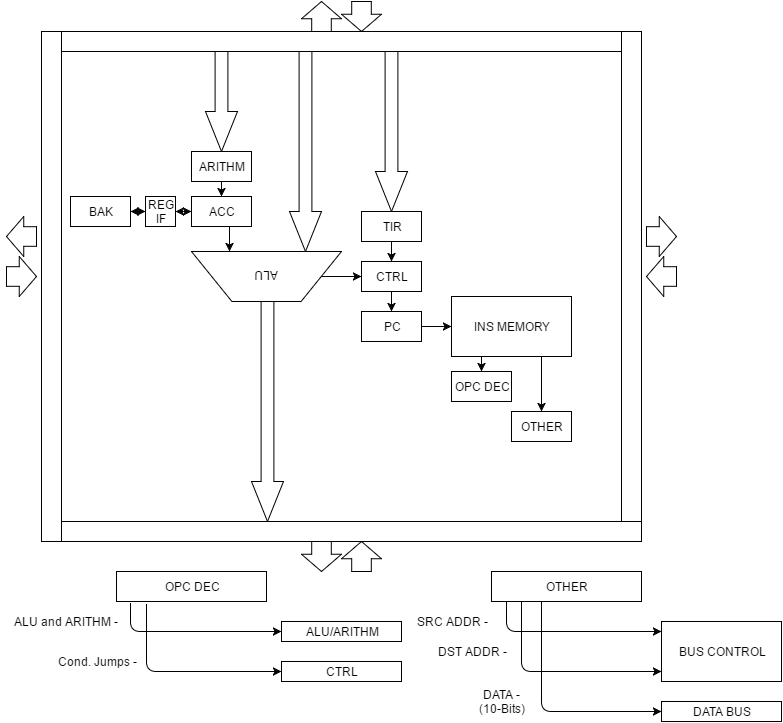 ARITHM
BAK
REG
IF
ACC
TIR
ALU
CTRL
PC
INS MEMORY
OPC DEC
OTHER
OPC DEC
ALU and ARITHM -
ALU/ARITHM
Cond. Jumps -
CTRL
OTHER
SRC ADDR -
DST ADDR -
BUS CONTROL
DATA -
(10-Bits)
DATA BUS